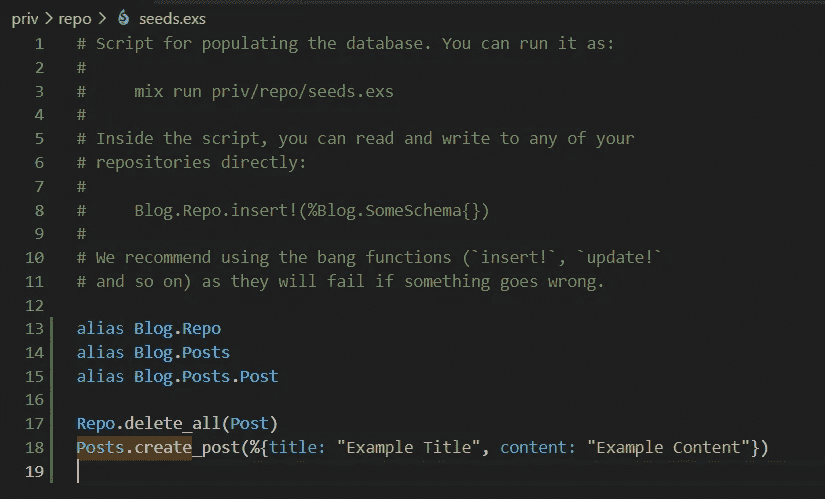 priv > repo > seeds.exs
1 # Script for populating the database. You can run it as:
2 #
3 #     mix run priv/repo/seeds.exs
4 #
5 # Inside the script, you can read and write to any of your
6 # repositories directly:
7 #
8 #     Blog.Repo.insert!(%Blog.SomeSchema{})
9 #
10 # We recommend using the bang functions (`insert!`, `update!`
11 # and so on) as they will fail if something goes wrong.
12
13 alias Blog.Repo
14 alias Blog.Posts
15 alias Blog.Posts.Post
16
17 Repo.delete_all(Post)
18 Posts.create_post(%{title: "Example Title", content: "Example Content"})
19